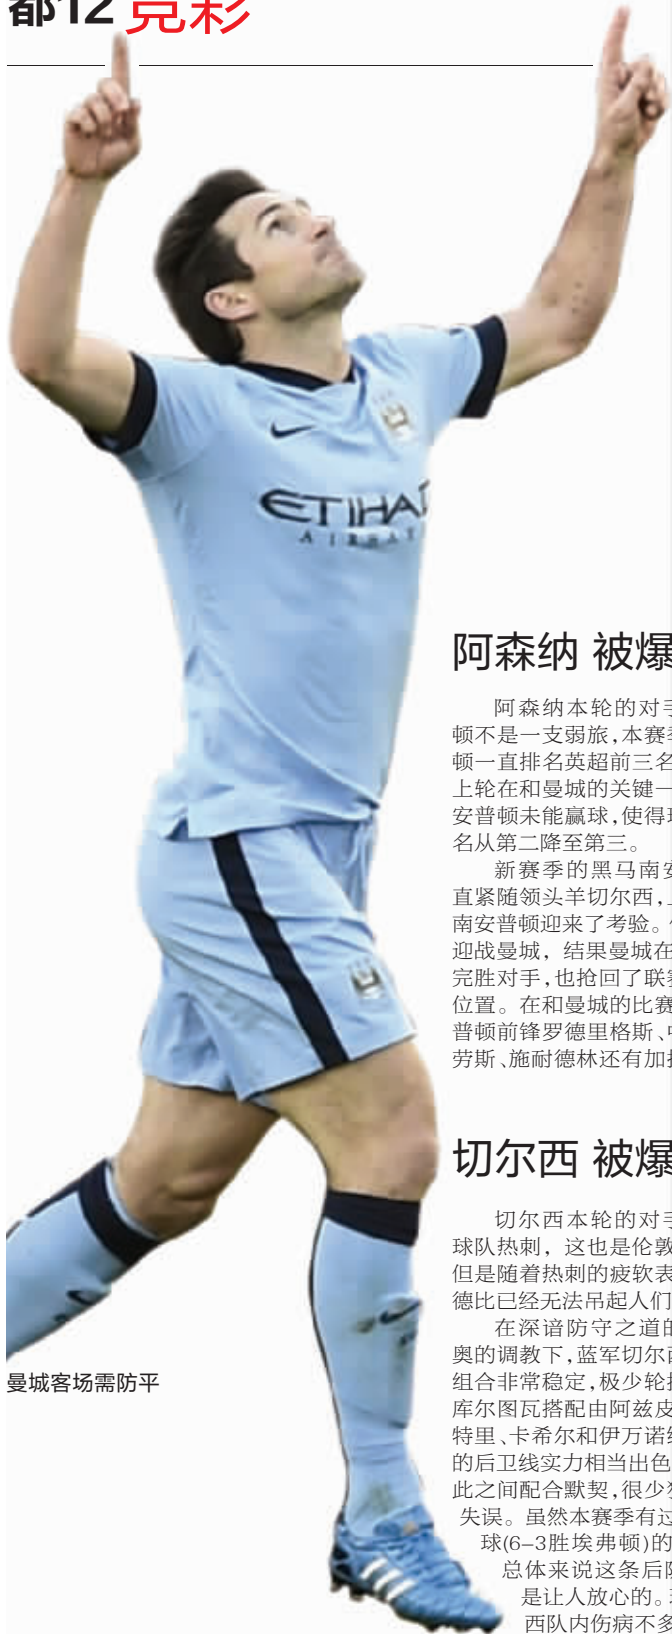 都12 竞彩
ETIHAD
AIRWAY
阿森纳 被爆
阿森纳本轮的对手
顿不是一支弱旅,本赛季
顿一直排名英超前三名
上轮在和曼城的关键一
安普顿未能赢球,使得球
名从第二降至第三。
新赛季的黑马南安
直紧随领头羊切尔西,上
南安普顿迎来了考验。
迎战曼城, 结果曼城在
完胜对手,也抢回了联赛
位置。在和曼城的比赛
普顿前锋罗德里格斯、中
劳斯、施耐德林还有加拉
切尔西 被爆
切尔西本轮的对手
球队热刺, 这也是伦敦
但是随着热刺的疲软表
德比已经无法吊起人们
在深谙防守之道的
奥的调教下,蓝军切尔西
组合非常稳定,极少轮换
库尔图瓦搭配由阿兹皮
特里、卡希尔和伊万诺维
的后卫线实力相当出色
此之间配合默契,很少犯
失误。虽然本赛季有过
球(6-3胜埃弗顿)的
总体来说这条后防
是让人放心的。
西队内伤病不多
曼城客场需防平